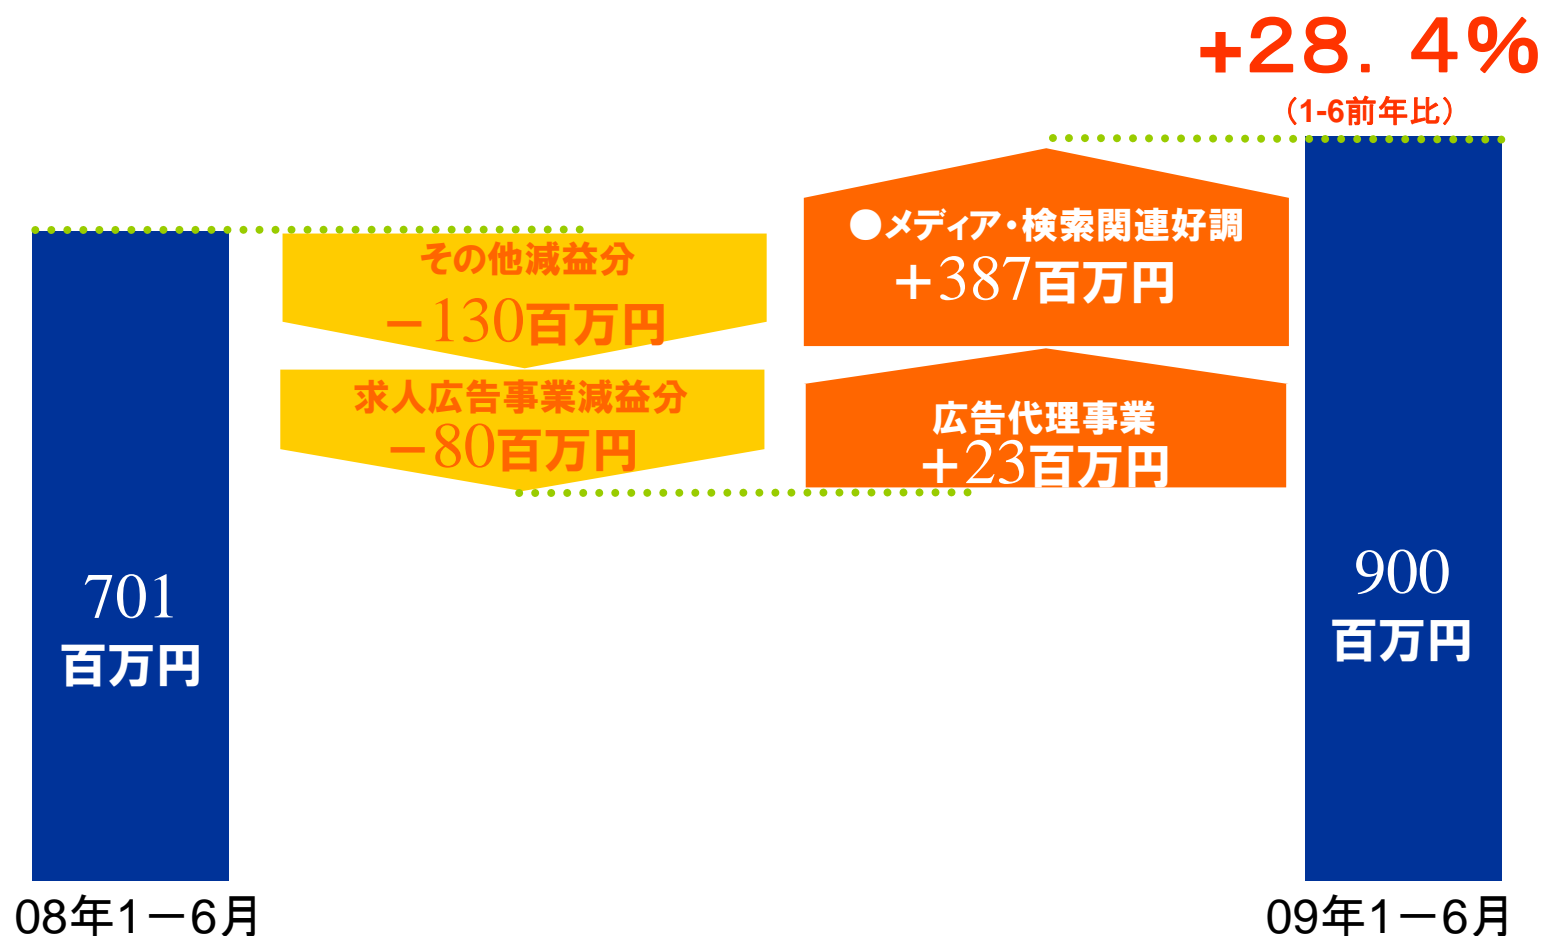 +28．4%
（1-6前年比）
●メディア・検索関連好調
＋387百万円
その他減益分
－130百万円
求人広告事業減益分
－80百万円
広告代理事業
＋23百万円
701
百万円
900
百万円
08年1－6月
09年1－6月